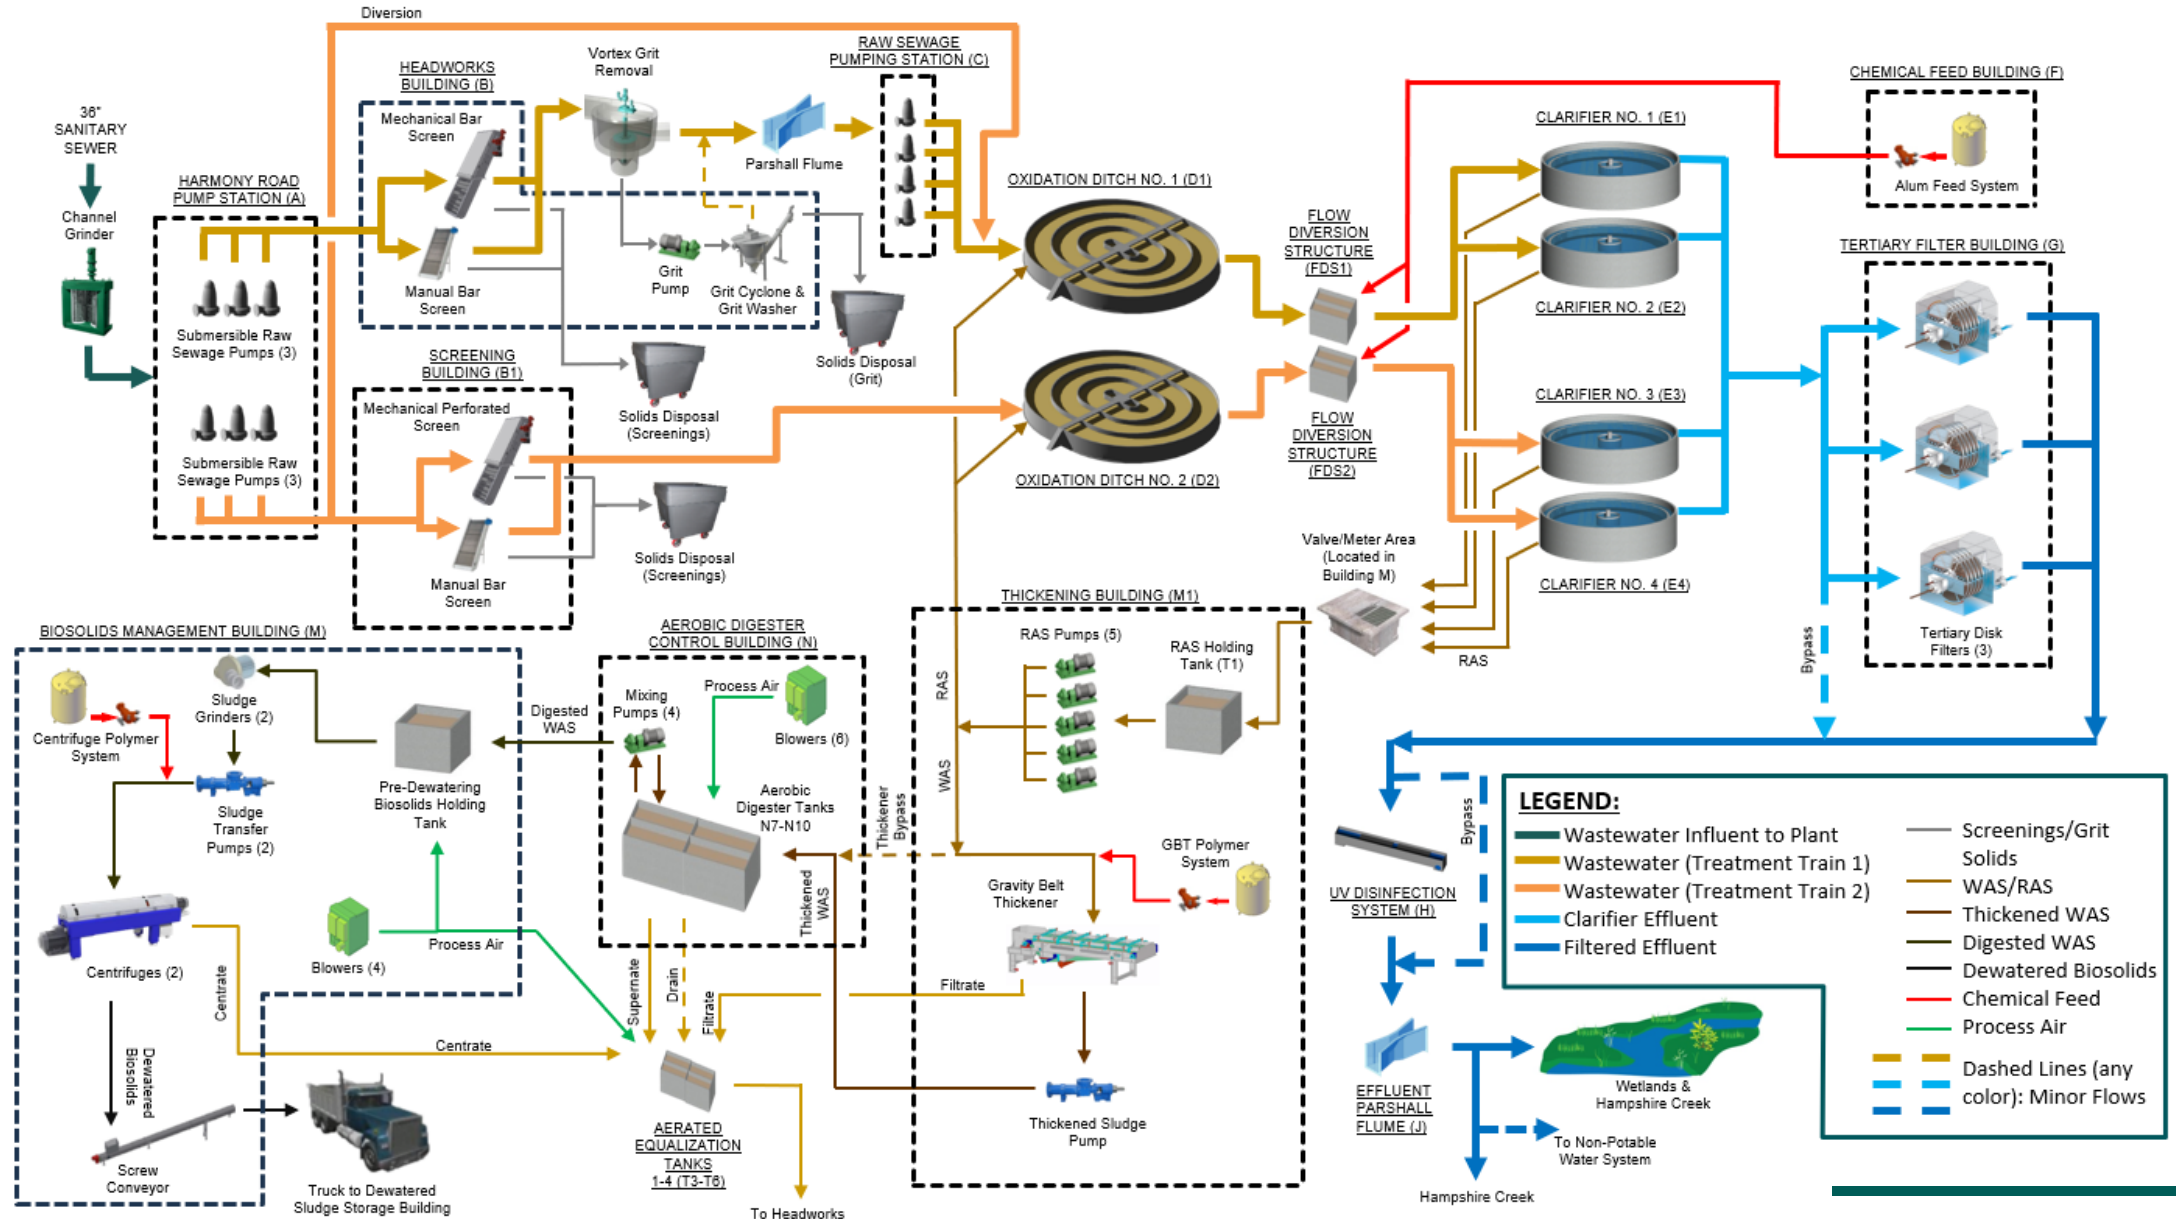 Diversion
36"
SANITARY
SEWER
Channel
Grinder
HARMONY ROAD
PUMP STATION (A)
Submersible Raw
Sewage Pumps (3)
Submersible Raw
Sewage Pumps (3)
HEADWORKS
BUILDING (B)
Mechanical Bar
Screen
Manual Bar
Screen
Vortex Grit
Removal
Grit
Pump
Grit Cyclone &
Grit Washer
Parshall Flume
RAW SEWAGE
PUMPING STATION (C)
Solids Disposal
(Grit)
Solids Disposal
(Screenings)
SCREENING
BUILDING (B1)
Mechanical Perforated
Screen
Manual Bar
Screen
Solids Disposal
(Screenings)
OXIDATION DITCH NO. 1 (D1)
OXIDATION DITCH NO. 2 (D2)
FLOW
DIVERSION
STRUCTURE
(FDS1)
FLOW
DIVERSION
STRUCTURE
(FDS2)
CLARIFIER NO. 1 (E1)
CLARIFIER NO. 2 (E2)
CLARIFIER NO. 3 (E3)
CLARIFIER NO. 4 (E4)
CHEMICAL FEED BUILDING (F)
Alum Feed System
TERTIARY FILTER BUILDING (G)
Tertiary Disk
Filters (3)
Bypass
Valve/Meter Area
(Located in
Building M)
RAS
THICKENING BUILDING (M1)
RAS Pumps (5)
RAS Holding
Tank (T1)
RAS
WAS
Thickener
Bypass
GBT Polymer
System
Gravity Belt
Thickener
Filtrate
Thickened Sludge
Pump
AEROBIC DIGESTER
CONTROL BUILDING (N)
Mixing
Pumps (4)
Process Air
Blowers (6)
Aerobic
Digester Tanks
N7-N10
Thickened
WAS
Digested
WAS
Supernate
Drain
Filtrate
AERATED
EQUALIZATION
TANKS
1-4 (T3-T6)
To Headworks
BIOSOLIDS MANAGEMENT BUILDING (M)
Sludge
Grinders (2)
Centrifuge Polymer
System
Sludge
Transfer
Pumps (2)
Pre-Dewatering
Biosolids Holding
Tank
Blowers (4)
Process Air
Centrifuges (2)
Centrate
Centrate
Dewatered
Biosolids
Screw
Conveyor
Truck to Dewatered
Sludge Storage Building
Bypass
UV DISINFECTION
SYSTEM (H)
EFFLUENT
PARSHALL
FLUME (J)
Wetlands &
Hampshire Creek
To Non-Potable
Water System
Hampshire Creek
LEGEND:
Wastewater Influent to Plant
Wastewater (Treatment Train 1)
Wastewater (Treatment Train 2)
Clarifier Effluent
Filtered Effluent
Screenings/Grit
Solids
WAS/RAS
Thickened WAS
Digested WAS
Dewatered Biosolids
Chemical Feed
Process Air
Dashed Lines (any
color): Minor Flows